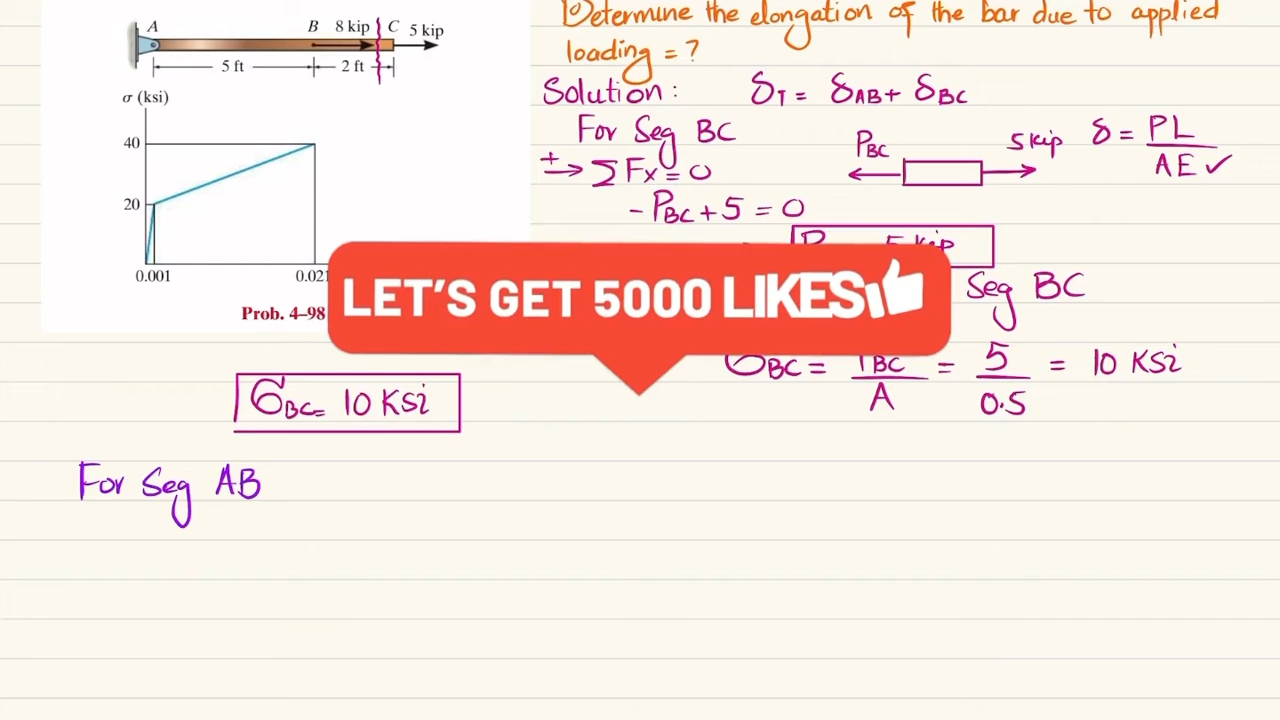 Determine the elongation of the bar due to applied
loading = ?
A B 8 kip C 5 kip
5 ft 2 ft
σ (ksi)
40
20
0.001 0.021
Prob. 4–98
Solution: δT = δAB + δBC
For Seg BC
+→ ΣFx = 0
-PBC + 5 = 0
PBC 5 kip δ = PL
AE ✓
5 kip
Seg BC
LET'S GET 5000 LIKES
σBC = PBC = 5 = 10 Ksi
A 0.5
σBC = 10 Ksi
For Seg AB